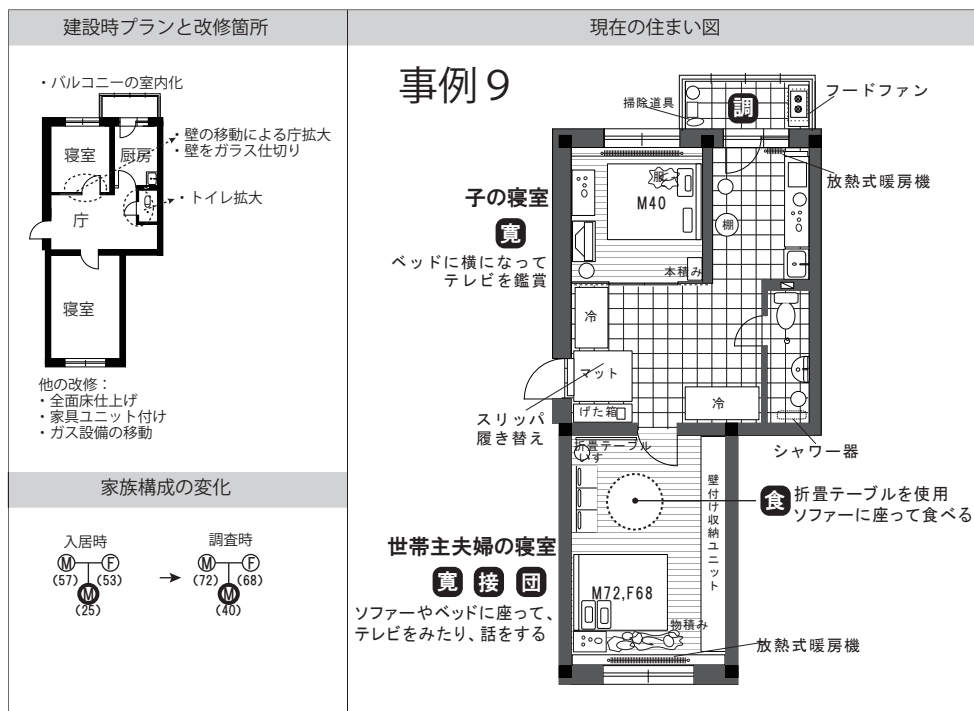 建設時プランと改修箇所
・バルコニーの室内化
・壁の移動による庁拡大
・壁をガラス仕切り
寝室
厨房
・トイレ拡大
庁
寝室
他の改修：
・全面床仕上げ
・家具ユニット付け
・ガス設備の移動
家族構成の変化
入居時
調査時
M F
(57) (53)
M
(25)
→
M F
(72) (68)
M
(40)
現在の住まい図
事例９
掃除道具
調
フードファン
放熱式暖房機
子の寝室
寛
ベッドに横になって
テレビを鑑賞
服
M40
棚
本積み
冷
マット
げた箱
冷
スリッパ
履き替え
シャワー器
折畳テーブル
いす
壁付け収納ユニット
食
折畳テーブルを使用
ソファーに座って食べる
世帯主夫婦の寝室
寛 接 団
ソファーやベッドに座って、
テレビをみたり、話をする
M72,F68
物積み
放熱式暖房機